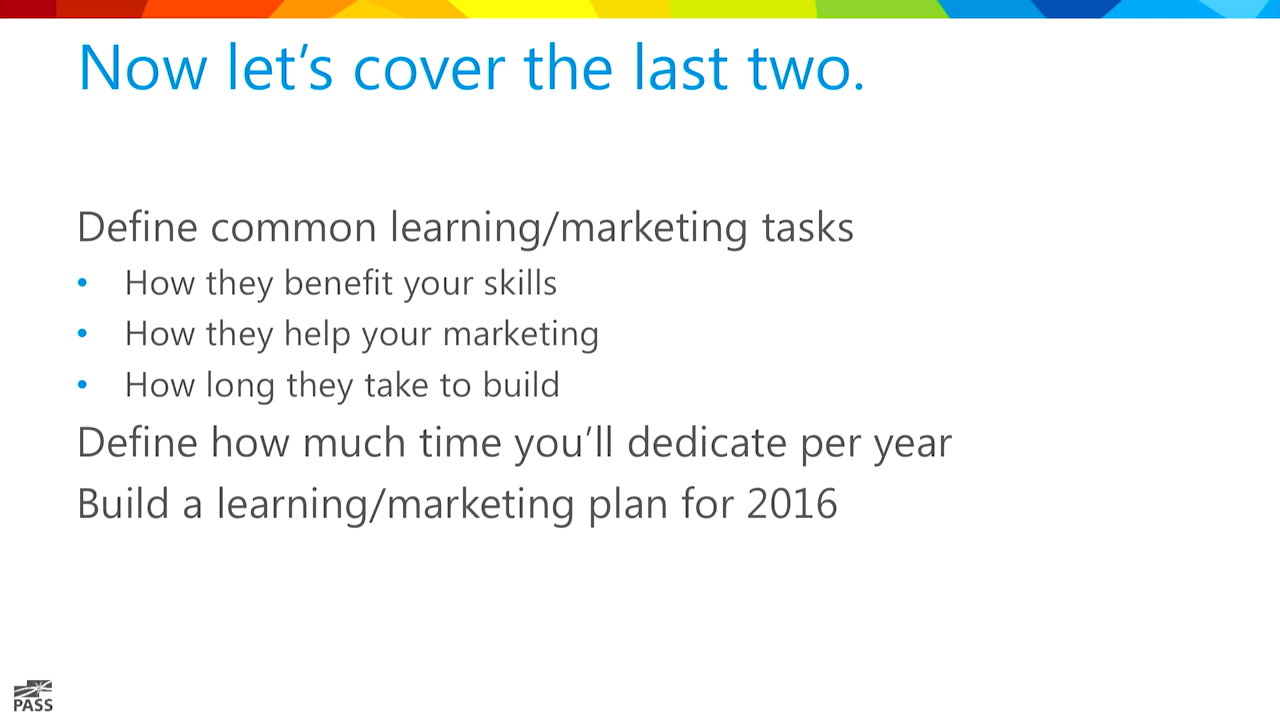 Now let’s cover the last two.
Define common learning/marketing tasks
• How they benefit your skills
• How they help your marketing
• How long they take to build
Define how much time you’ll dedicate per year
Build a learning/marketing plan for 2016
PASS